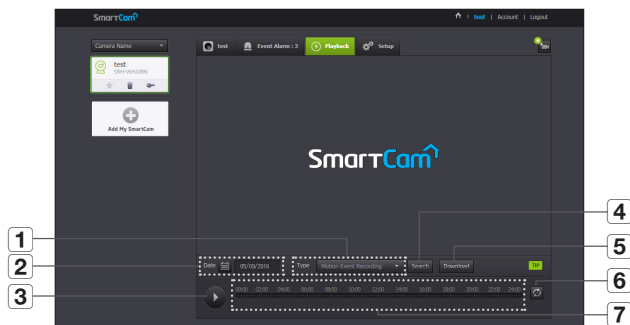 SmartCam
test | Account | Logout
Camera Name
test Event Alarm : 3 Playback Setup
test
SNH-V6435BN
Add My SmartCam
SmartCam
1
2
3
4
5
6
7
Date 05/09/2016 Type Motion Event Recording Search Download TIP
00:00 02:00 04:00 06:00 08:00 10:00 12:00 14:00 16:00 18:00 20:00 22:00 24:00